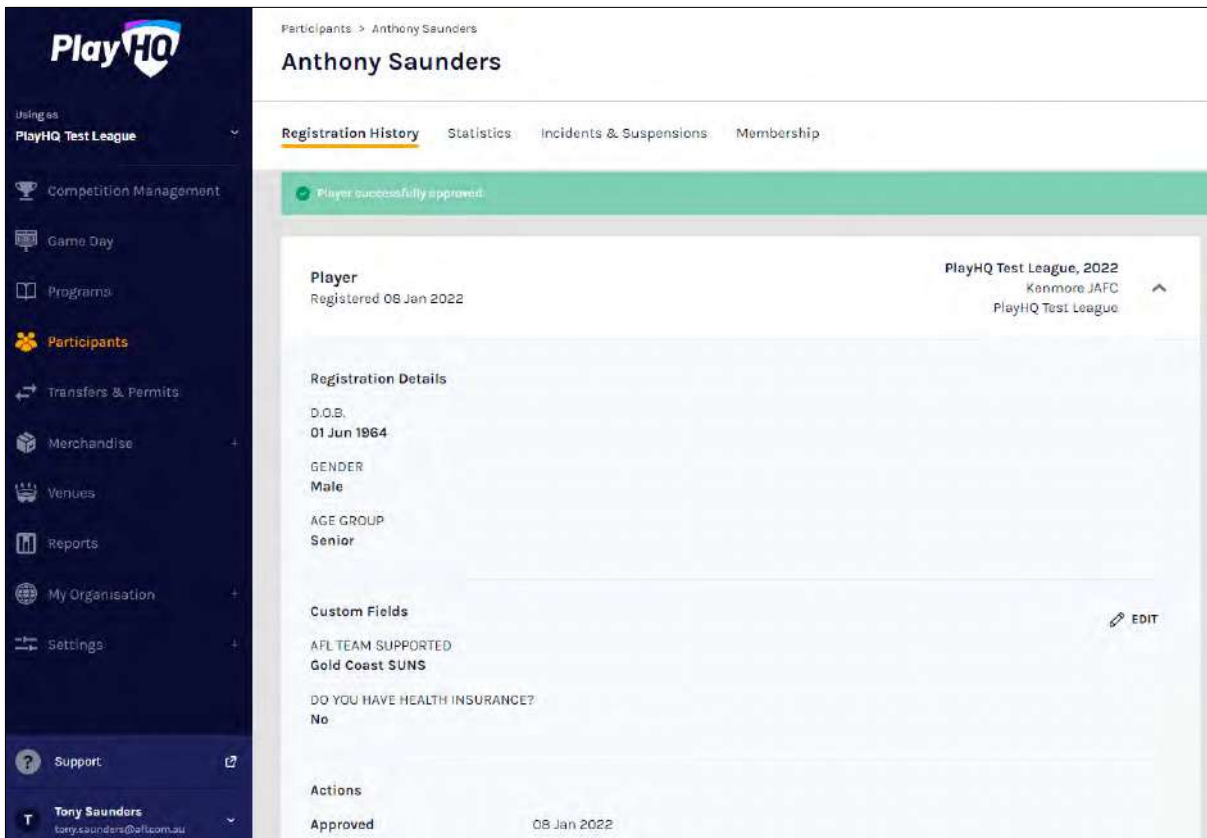 PlayHQ
Using as
PlayHQ Test League
Competition Management
Game Day
Programs
Participants
Transfers & Permits
Merchandise +
Venues
Reports
My Organisation +
Settings +
? Support
T Tony Saunders
tony.saunders@afl.com.au
Participants > Anthony Saunders
Anthony Saunders
Registration History Statistics Incidents & Suspensions Membership
Player successfully approved
Player
Registered 08 Jan 2022
PlayHQ Test League, 2022
Kenmore JAFC
PlayHQ Test League
Registration Details
D.O.B.
01 Jun 1964
GENDER
Male
AGE GROUP
Senior
Custom Fields
EDIT
AFL TEAM SUPPORTED
Gold Coast SUNS
DO YOU HAVE HEALTH INSURANCE?
No
Actions
Approved 08 Jan 2022